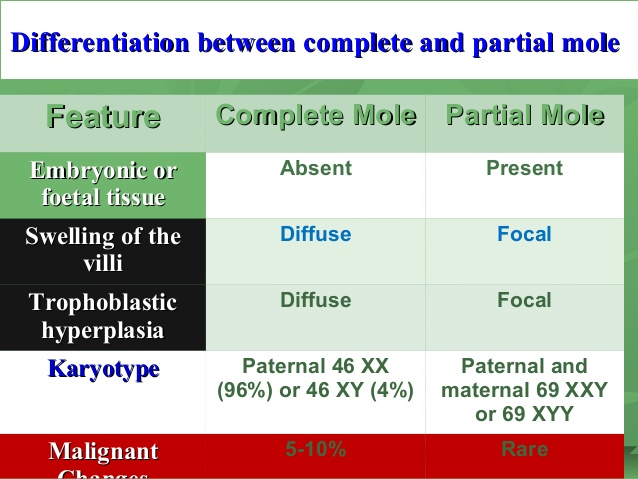 Differentiation between complete and partial mole
Feature Complete Mole Partial Mole
Embryonic or
foetal tissue
Absent Present
Swelling of the
villi
Diffuse Focal
Trophoblastic
hyperplasia
Diffuse Focal
Karyotype
Paternal 46 XX
(96%) or 46 XY (4%)
Paternal and
maternal 69 XXY
or 69 XYY
Malignant
Changes
5-10% Rare